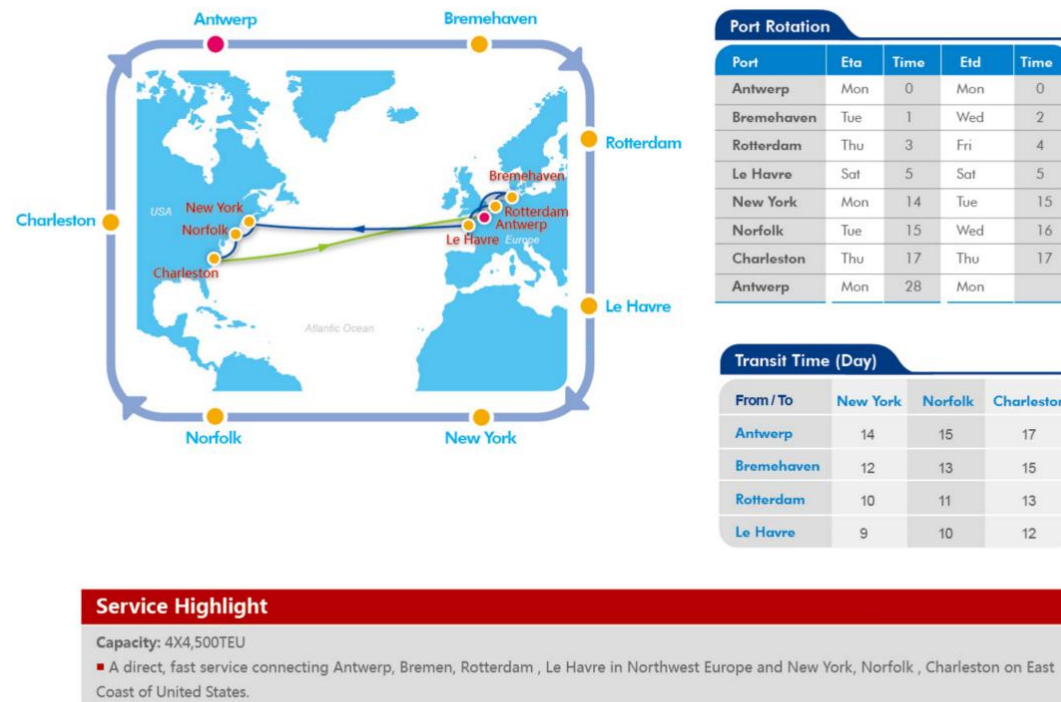 Antwerp
Bremehaven
Rotterdam
Le Havre
New York
Norfolk
Charleston
USA
New York
Norfolk
Charleston
Bremehaven
Rotterdam
Antwerp
Le Havre
Europe
Atlantic Ocean
Port Rotation
Port Eta Time Etd Time
Antwerp Mon 0 Mon 0
Bremehaven Tue 1 Wed 2
Rotterdam Thu 3 Fri 4
Le Havre Sat 5 Sat 5
New York Mon 14 Tue 15
Norfolk Tue 15 Wed 16
Charleston Thu 17 Thu 17
Antwerp Mon 28 Mon
Transit Time (Day)
From / To New York Norfolk Charleston
Antwerp 14 15 17
Bremehaven 12 13 15
Rotterdam 10 11 13
Le Havre 9 10 12
Service Highlight
Capacity: 4X4,500TEU
■ A direct, fast service connecting Antwerp, Bremen, Rotterdam , Le Havre in Northwest Europe and New York, Norfolk , Charleston on East
Coast of United States.